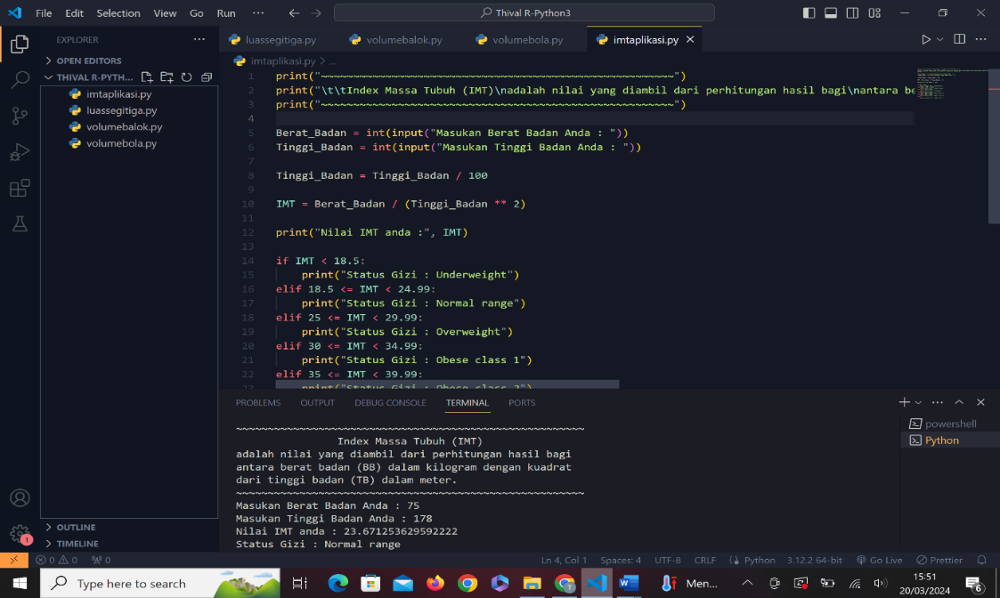 File Edit Selection View Go Run ··· Thival R-Python3
EXPLORER ···
OPEN EDITORS
THIVAL R-PYTH...
imtaplikasi.py
luassegitiga.py
volumebalok.py
volumebola.py
OUTLINE
TIMELINE
luassegitiga.py volumebalok.py volumebola.py imtaplikasi.py
imtaplikasi.py > ...
1 print("~~~~~~~~~~~~~~~~~~~~~~~~~~~~~~~~~~~~~~~~~~~~~~~~~~~~~~~")
2 print("\t\tIndex Massa Tubuh (IMT)\nadalah nilai yang diambil dari perhitungan hasil bagi\nantara be
3 print("~~~~~~~~~~~~~~~~~~~~~~~~~~~~~~~~~~~~~~~~~~~~~~~~~~~~~~~")
4
5 Berat_Badan = int(input("Masukan Berat Badan Anda : "))
6 Tinggi_Badan = int(input("Masukan Tinggi Badan Anda : "))
7
8 Tinggi_Badan = Tinggi_Badan / 100
9
10 IMT = Berat_Badan / (Tinggi_Badan ** 2)
11
12 print("Nilai IMT anda :", IMT)
13
14 if IMT < 18.5:
15 print("Status Gizi : Underweight")
16 elif 18.5 <= IMT < 24.99:
17 print("Status Gizi : Normal range")
18 elif 25 <= IMT < 29.99:
19 print("Status Gizi : Overweight")
20 elif 30 <= IMT < 34.99:
21 print("Status Gizi : Obese class 1")
22 elif 35 <= IMT < 39.99:
23 print("Status Gizi : Obese class 2")
PROBLEMS OUTPUT DEBUG CONSOLE TERMINAL PORTS
powershell
Python
~~~~~~~~~~~~~~~~~~~~~~~~~~~~~~~~~~~~~~~~~~~~~~~~~~~~~~~
Index Massa Tubuh (IMT)
adalah nilai yang diambil dari perhitungan hasil bagi
antara berat badan (BB) dalam kilogram dengan kuadrat
dari tinggi badan (TB) dalam meter.
~~~~~~~~~~~~~~~~~~~~~~~~~~~~~~~~~~~~~~~~~~~~~~~~~~~~~~~
Masukan Berat Badan Anda : 75
Masukan Tinggi Badan Anda : 178
Nilai IMT anda : 23.671253629592222
Status Gizi : Normal range
1
0 0 0 Ln 4, Col 1 Spaces: 4 UTF-8 CRLF Python 3.12.2 64-bit Go Live Prettier
Type here to search Men... 15:51
20/03/2024 6